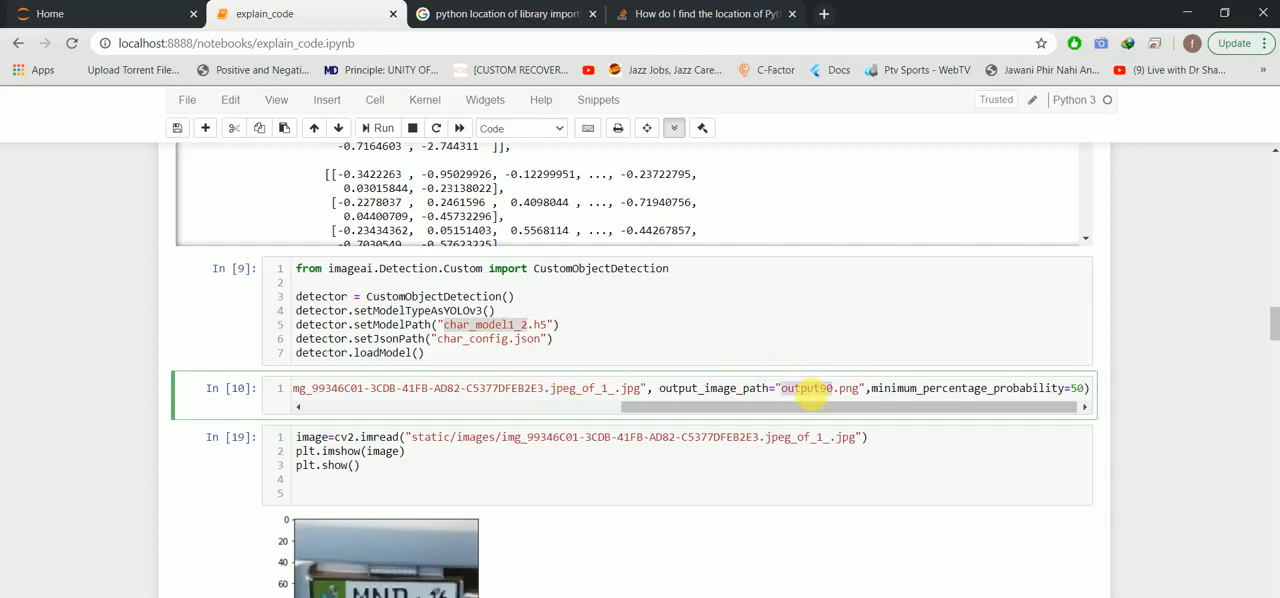 Home
explain_code
python location of library import
How do I find the location of Pyt
localhost:8888/notebooks/explain_code.ipynb
f
Update
Apps
Upload Torrent File...
Positive and Negati...
MD Principle: UNITY OF...
[CUSTOM RECOVER...
Jazz Jobs, Jazz Care...
C-Factor
Docs
Ptv Sports - WebTV
Jawani Phir Nahi An...
(9) Live with Dr Sha...
»
File Edit View Insert Cell Kernel Widgets Help Snippets
Trusted
Python 3
Run
Code
-0.7164603 , -2.744311 ]],
[[-0.3422263 , -0.95029926, -0.12299951, ..., -0.23722795,
0.03015844, -0.23138022],
[-0.2278037 , 0.2461596 , 0.4098044 , ..., -0.71940756,
0.04400709, -0.45732296],
[-0.23434362, 0.05151403, 0.5568114 , ..., -0.44267857,
-0.7030549 , -0.57623225]
In [9]:
1 from imageai.Detection.Custom import CustomObjectDetection
2
3 detector = CustomObjectDetection()
4 detector.setModelTypeAsYOLOv3()
5 detector.setModelPath("char_model1_2.h5")
6 detector.setJsonPath("char_config.json")
7 detector.loadModel()
In [10]:
1 mg_99346C01-3CDB-41FB-AD82-C5377DFEB2E3.jpeg_of_1_.jpg", output_image_path="output90.png",minimum_percentage_probability=50)
In [19]:
1 image=cv2.imread("static/images/img_99346C01-3CDB-41FB-AD82-C5377DFEB2E3.jpeg_of_1_.jpg")
2 plt.imshow(image)
3 plt.show()
4
5
0
20
40
60
MND
16